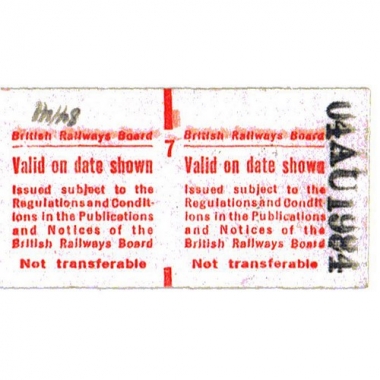 British Railways Board
Valid on date shown
Issued subject to the
Regulations and Condit-
ions in the Publications
and Notices of the
British Railways Board
Not transferable
7
British Railways Board
Valid on date shown
Issued subject to the
Regulations and Condit-
ions in the Publications
and Notices of the
British Railways Board
Not transferable
04AU1984